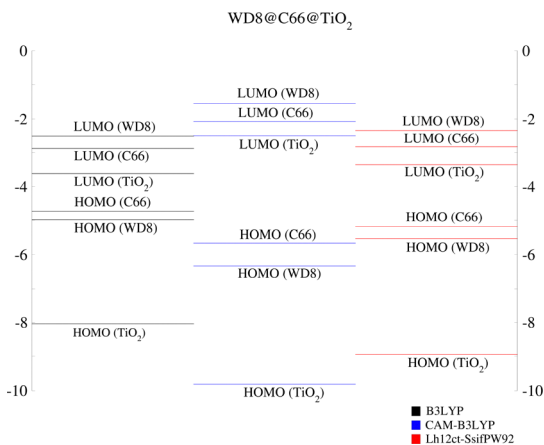 WD8@C66@TiO2
0
0
LUMO (WD8)
LUMO (C66)
-2
LUMO (WD8)
LUMO (WD8)
-2
LUMO (C66)
LUMO (TiO2)
LUMO (C66)
LUMO (TiO2)
LUMO (TiO2)
-4
-4
HOMO (C66)
HOMO (WD8)
HOMO (C66)
HOMO (C66)
HOMO (WD8)
-6
-6
HOMO (WD8)
-8
HOMO (TiO2)
-8
HOMO (TiO2)
-10
HOMO (TiO2)
-10
B3LYP
CAM-B3LYP
Lh12ct-SsifPW92